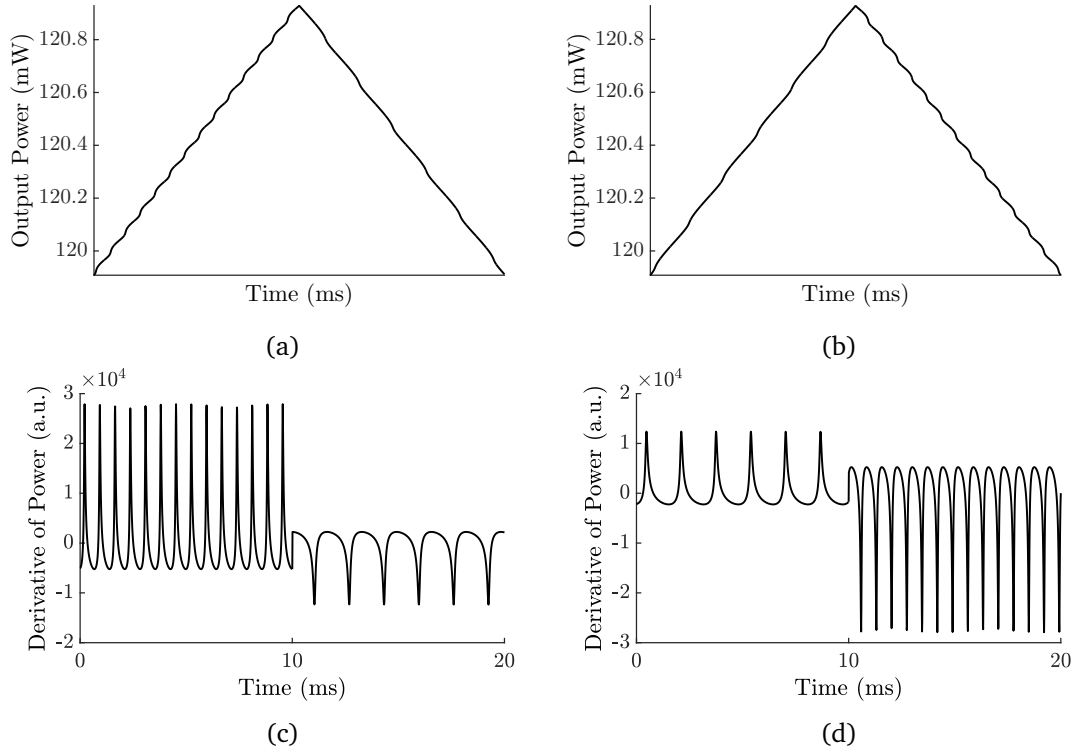 Output Power (mW)
120.8
120.6
120.4
120.2
120
Time (ms)
(a)
Output Power (mW)
120.8
120.6
120.4
120.2
120
Time (ms)
(b)
Derivative of Power (a.u.)
×10⁴
3
2
1
0
-1
-2
0 10 20
Time (ms)
(c)
Derivative of Power (a.u.)
×10⁴
2
1
0
-1
-2
-3
0 10 20
Time (ms)
(d)